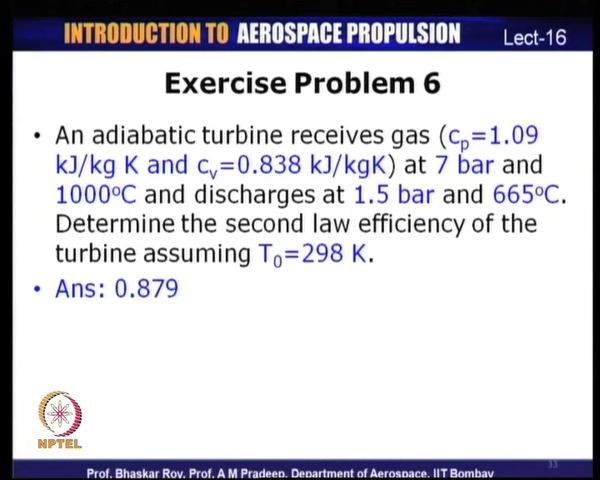 INTRODUCTION TO AEROSPACE PROPULSION Lect-16
Exercise Problem 6
• An adiabatic turbine receives gas (cp=1.09
kJ/kg K and cv=0.838 kJ/kgK) at 7 bar and
1000oC and discharges at 1.5 bar and 665oC.
Determine the second law efficiency of the
turbine assuming T0=298 K.
• Ans: 0.879
NPTEL
33
Prof. Bhaskar Roy, Prof. A M Pradeep, Department of Aerospace, IIT Bombay